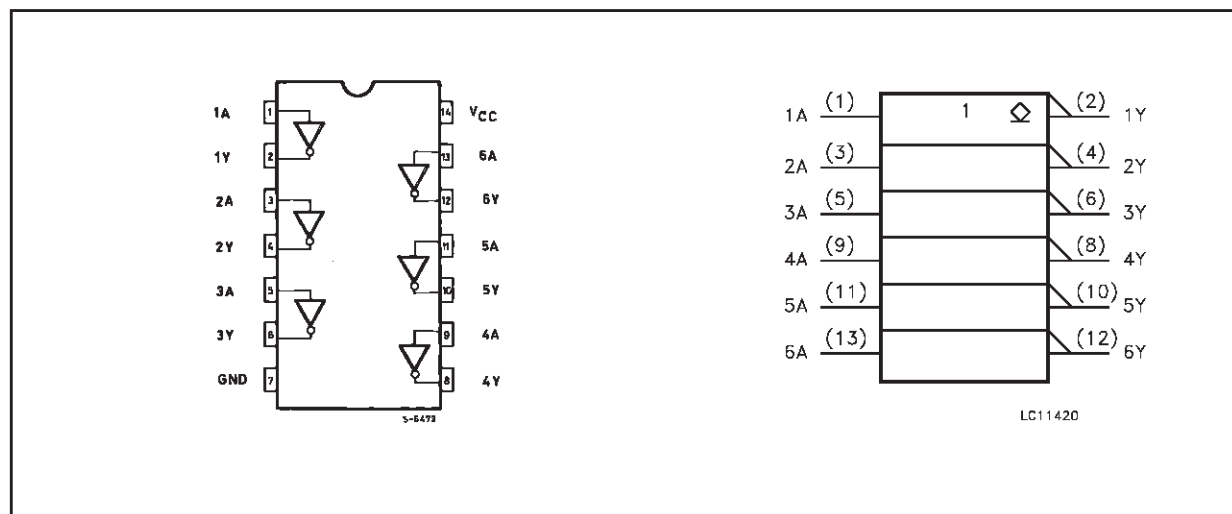 1A 1 14 VCC
1Y 2 13 6A
2A 3 12 6Y
2Y 4 11 5A
3A 5 10 5Y
3Y 6 9 4A
GND 7 8 4Y
S-6473
1A (1) 1 (2) 1Y
2A (3) (4) 2Y
3A (5) (6) 3Y
4A (9) (8) 4Y
5A (11) (10) 5Y
6A (13) (12) 6Y
LC11420